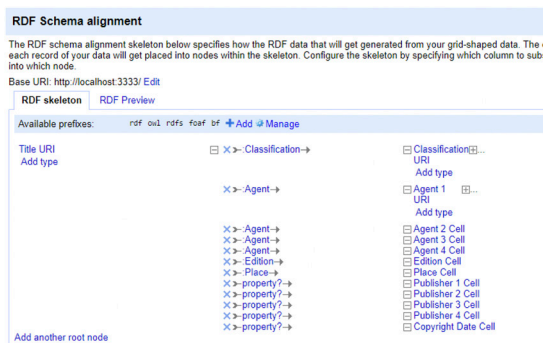 RDF Schema alignment
The RDF schema alignment skeleton below specifies how the RDF data that will get generated from your grid-shaped data. The
each record of your data will get placed into nodes within the skeleton. Configure the skeleton by specifying which column to sub
into which node.
Base URI: http://localhost:3333/ Edit
RDF skeleton RDF Preview
Available prefixes: rdf owl rdfs foaf bf Add Manage
Title URI :Classification→ Classification...
URI
Add type Add type
:Agent→ Agent 1 ...
URI
Add type
:Agent→ Agent 2 Cell
:Agent→ Agent 3 Cell
:Agent→ Agent 4 Cell
:Edition→ Edition Cell
:Place→ Place Cell
property?→ Publisher 1 Cell
property?→ Publisher 2 Cell
property?→ Publisher 3 Cell
property?→ Publisher 4 Cell
property?→ Copyright Date Cell
Add another root node